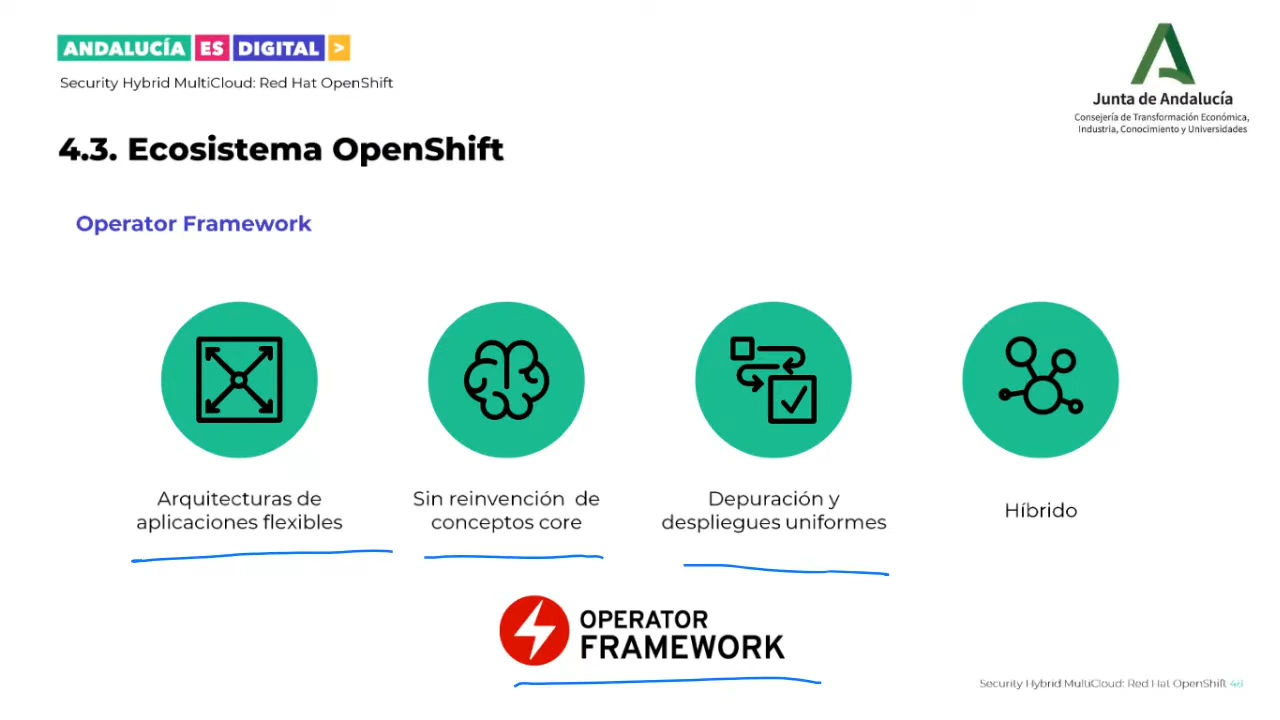 ANDALUCÍA ES DIGITAL >
Security Hybrid MultiCloud: Red Hat OpenShift
Junta de Andalucía
Consejería de Transformación Económica,
Industria, Conocimiento y Universidades
4.3. Ecosistema OpenShift
Operator Framework
Arquitecturas de
aplicaciones flexibles
Sin reinvención de
conceptos core
Depuración y
despliegues uniformes
Híbrido
OPERATOR
FRAMEWORK
Security Hybrid MultiCloud: Red Hat OpenShift